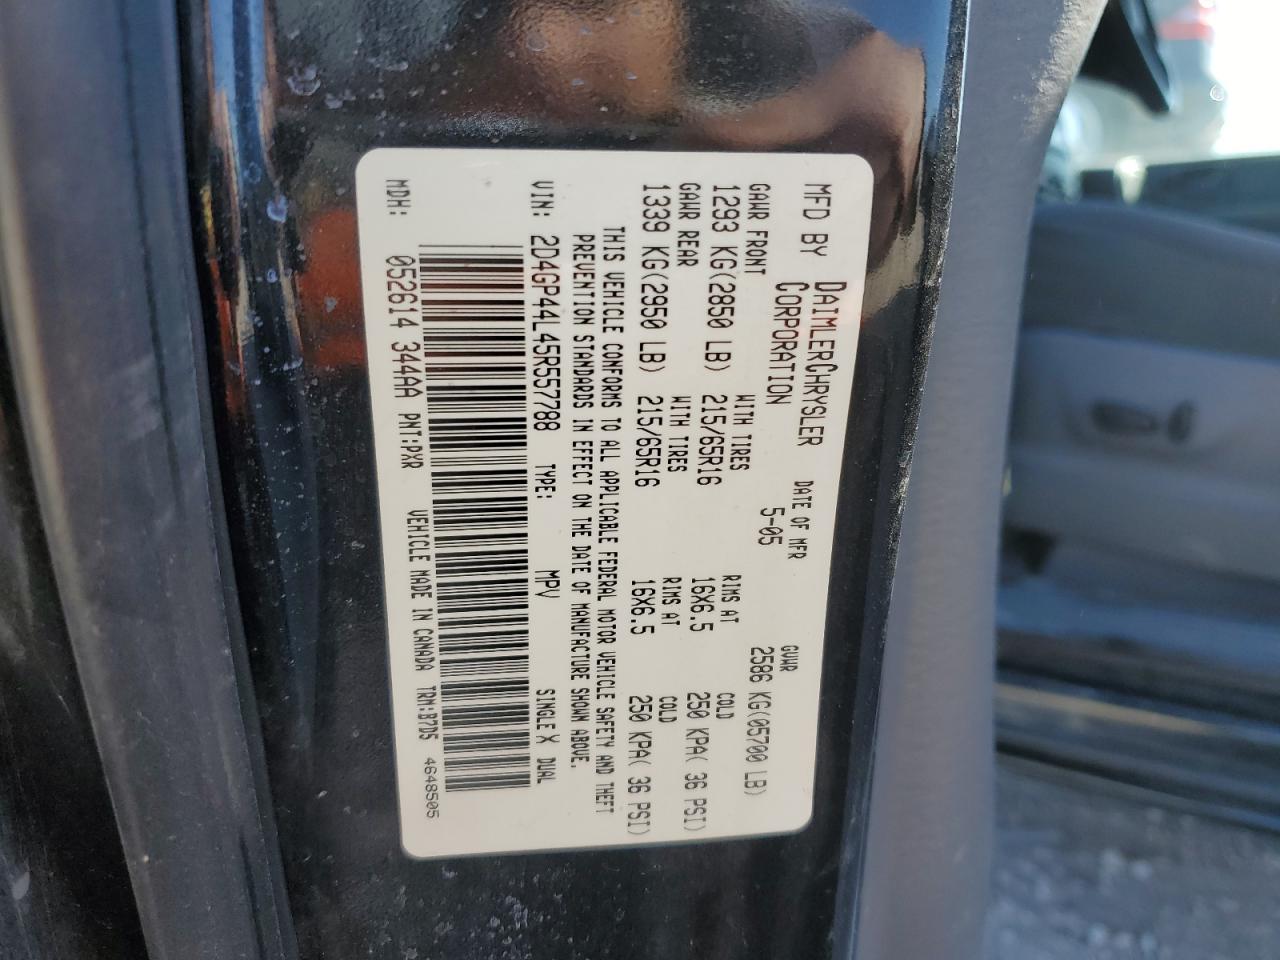 MFD BY DAIMLERCHRYSLER CORPORATION DATE OF MFR 5-05 GVWR 2586 KG(05700 LB)
GAWR FRONT WITH TIRES RIMS AT COLD
1293 KG(2850 LB) 215/65R16 16X6.5 250 KPA( 36 PSI)
GAWR REAR WITH TIRES RIMS AT COLD
1339 KG(2950 LB) 215/65R16 16X6.5 250 KPA( 36 PSI)
THIS VEHICLE CONFORMS TO ALL APPLICABLE FEDERAL MOTOR VEHICLE SAFETY AND THEFT
PREVENTION STANDARDS IN EFFECT ON THE DATE OF MANUFACTURE SHOWN ABOVE.
VIN: 2D4GP44L45R557788 TYPE: MPV SINGLE X DUAL
MDH: 052614 344AA PNT:PXR VEHICLE MADE IN CANADA TRM:B7D5 4648505